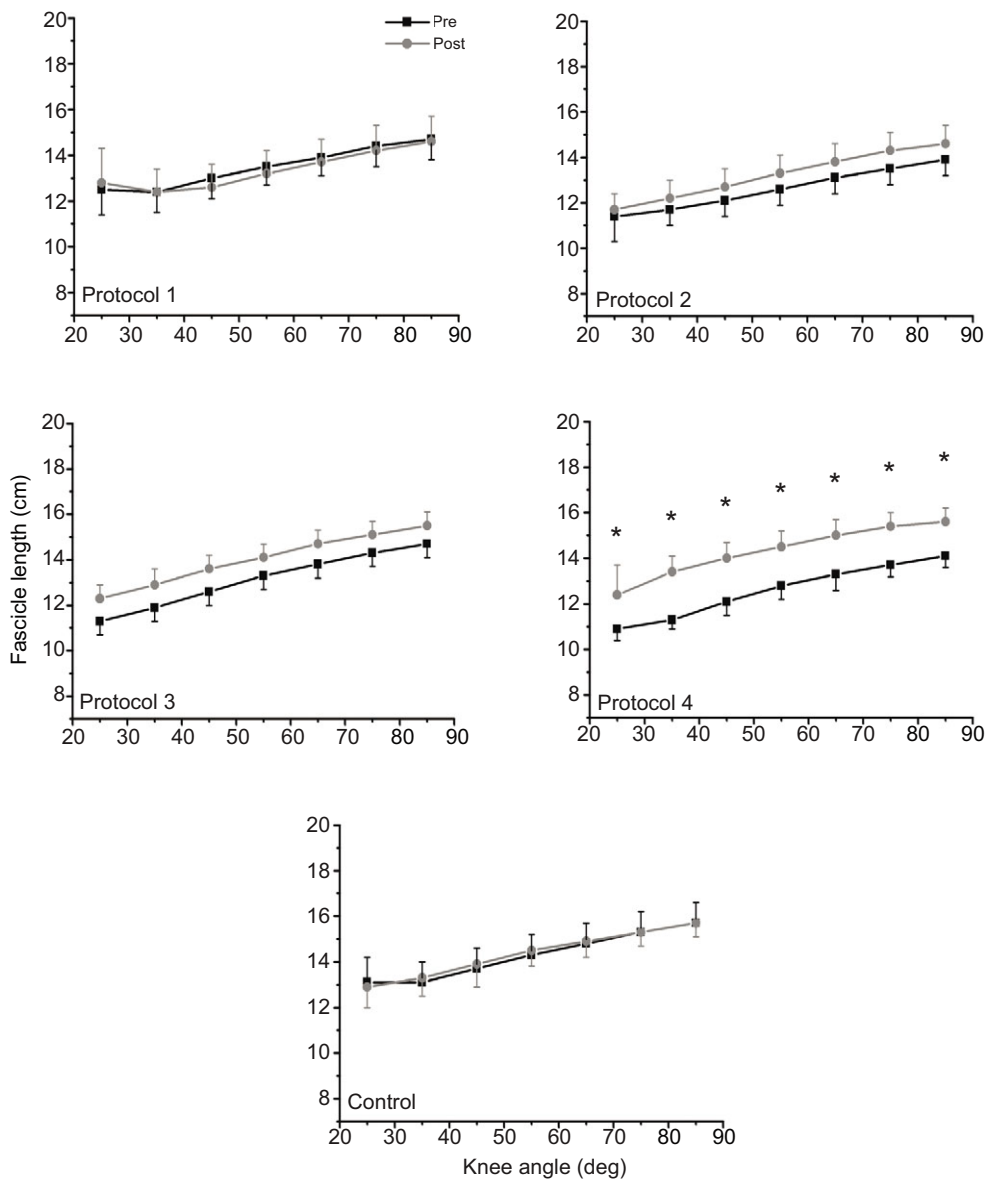 Pre
Post
20
18
16
14
12
10
8
Protocol 1
20 30 40 50 60 70 80 90
20
18
16
14
12
10
8
Protocol 2
20 30 40 50 60 70 80 90
Fascicle length (cm)
20
18
16
14
12
10
8
Protocol 3
20 30 40 50 60 70 80 90
20
18
16
14
12
10
8
* * * * * * *
Protocol 4
20 30 40 50 60 70 80 90
20
18
16
14
12
10
8
Control
20 30 40 50 60 70 80 90
Knee angle (deg)